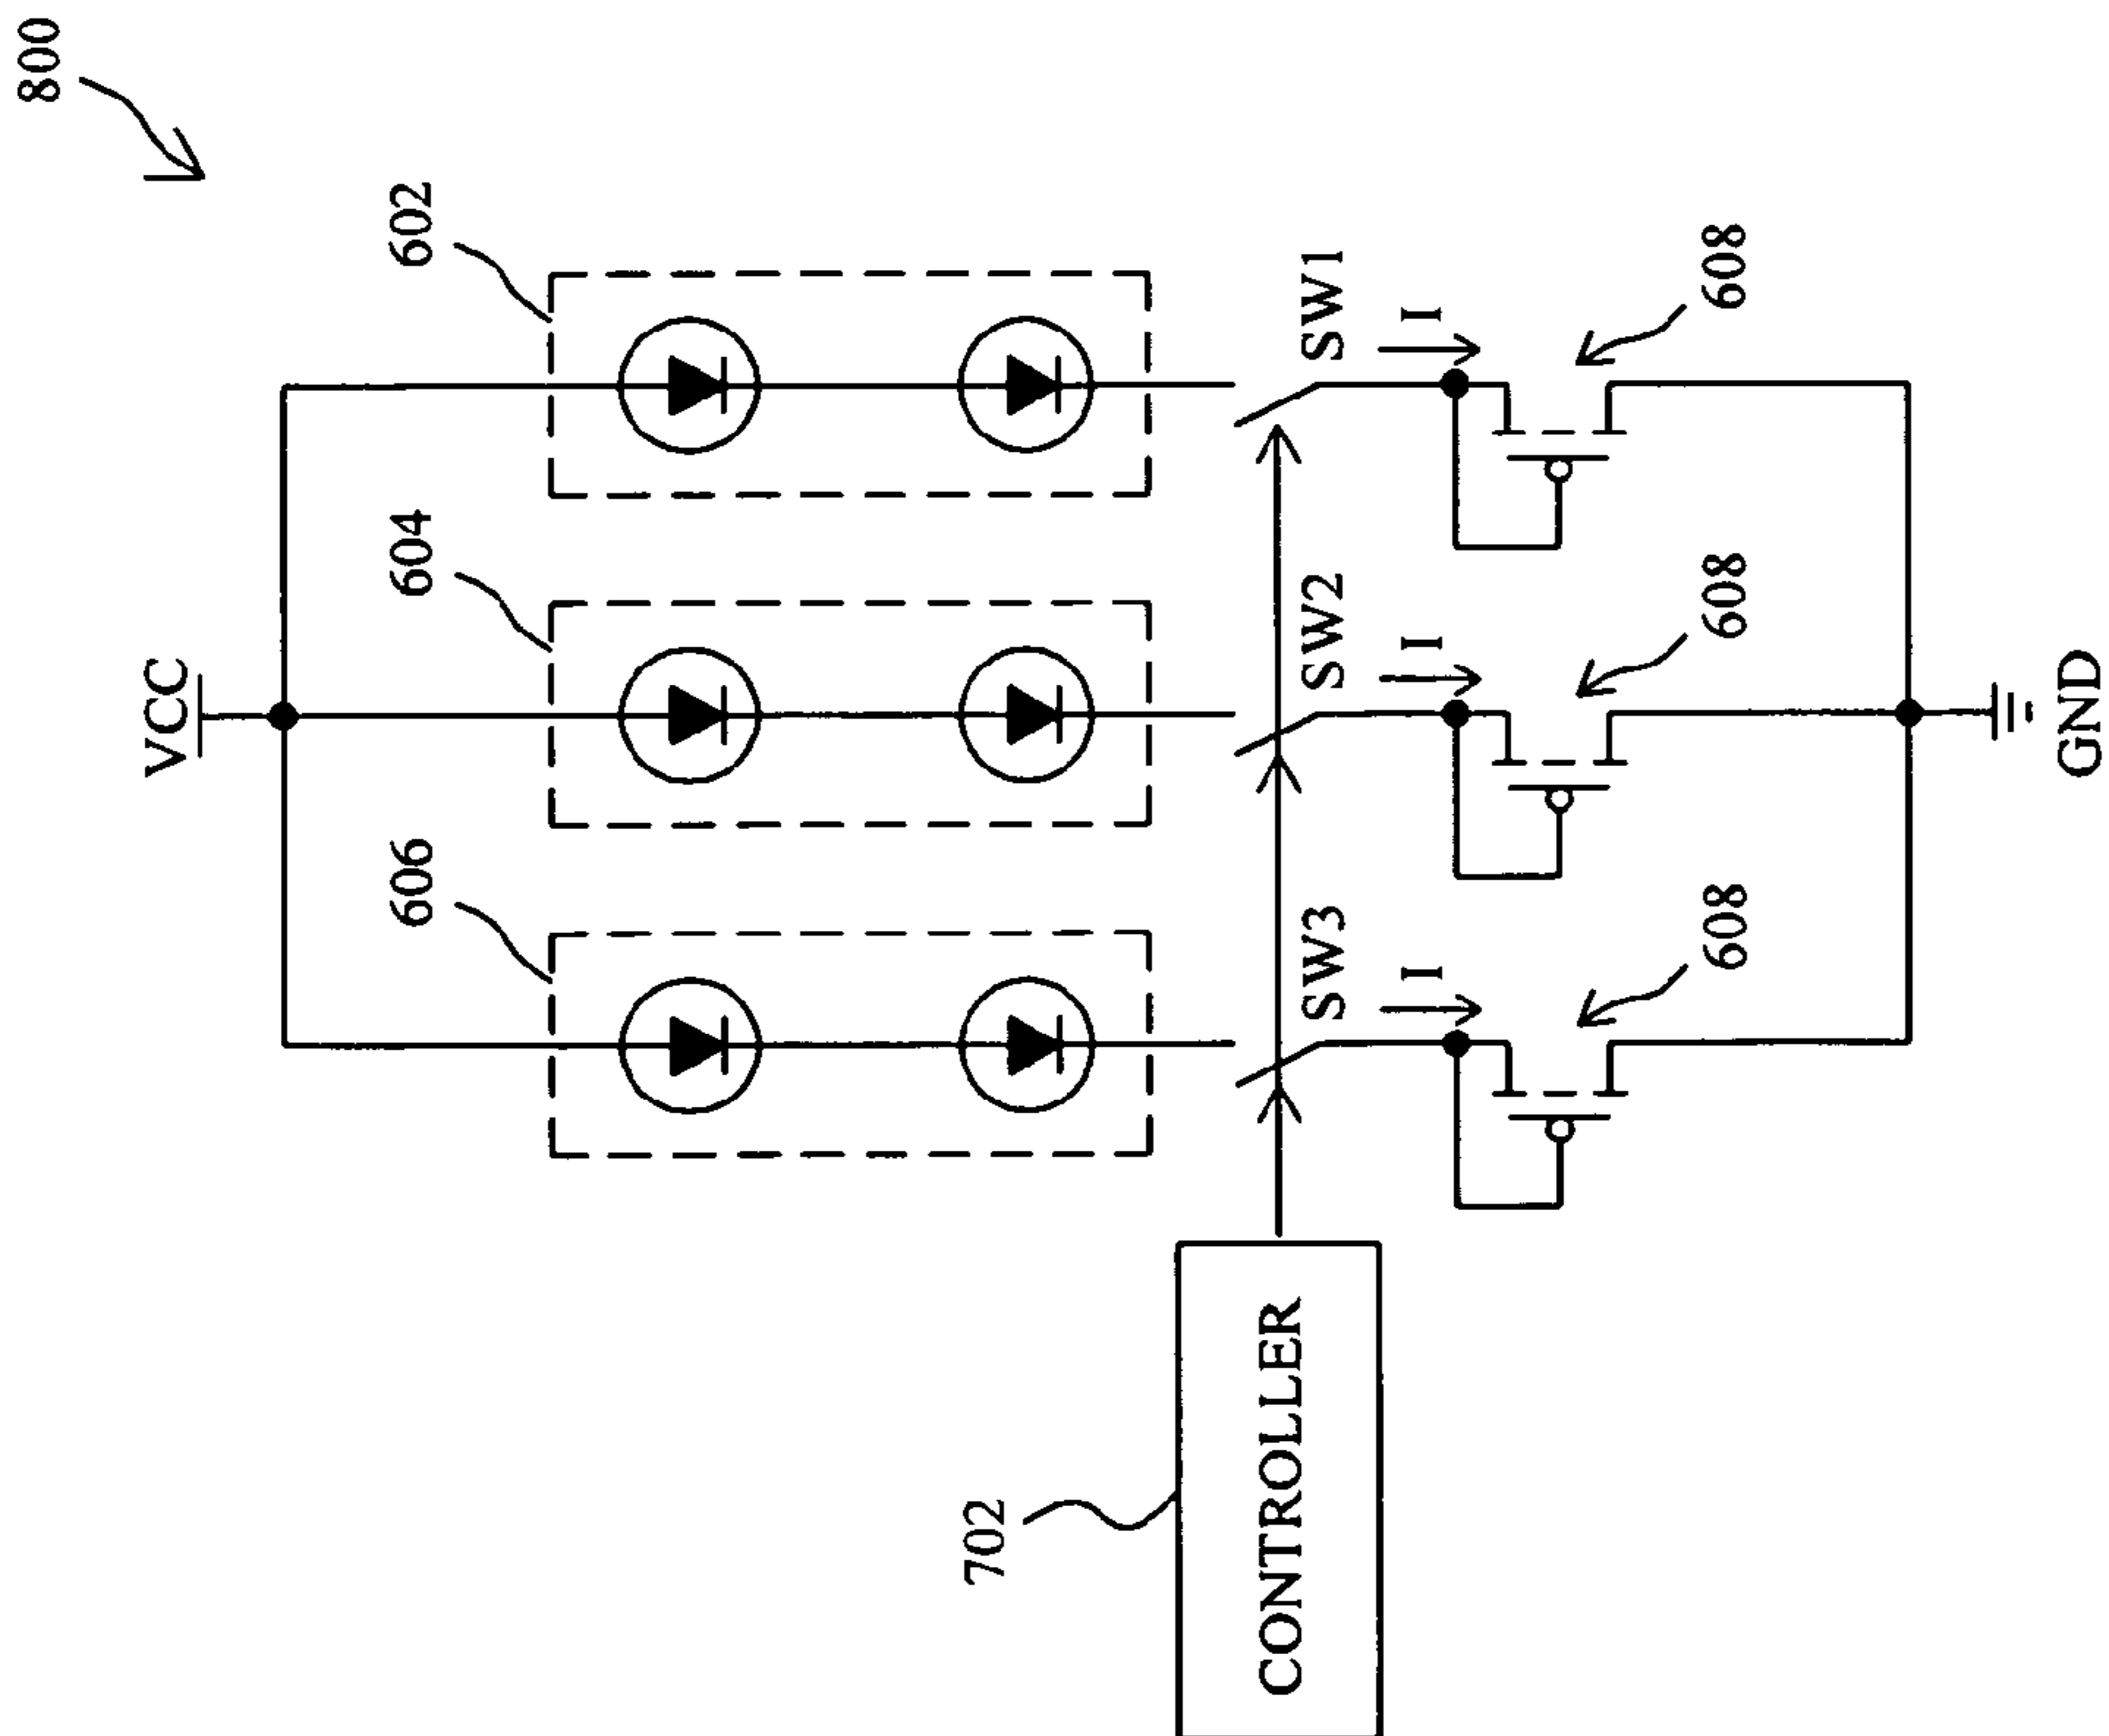 800
VCC
602
604
606
SW1
SW2
SW3
I
I
I
608
608
608
GND
702
CONTROLLER